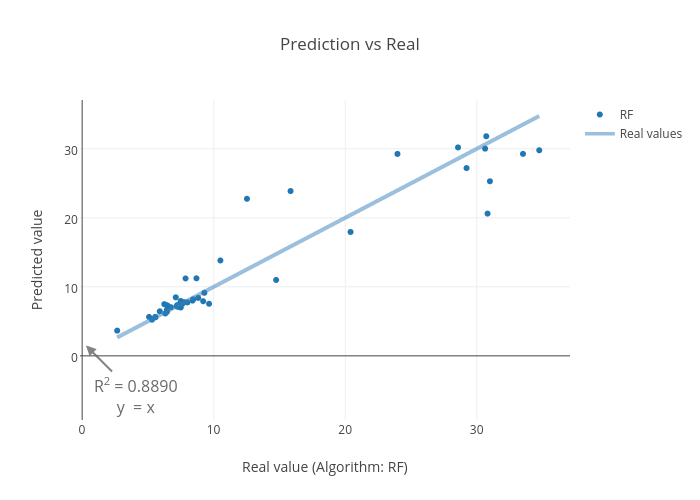 Prediction vs Real
RF
Real values
Predicted value
30
20
10
0
R² = 0.8890
y = x
0
10
20
30
Real value (Algorithm: RF)